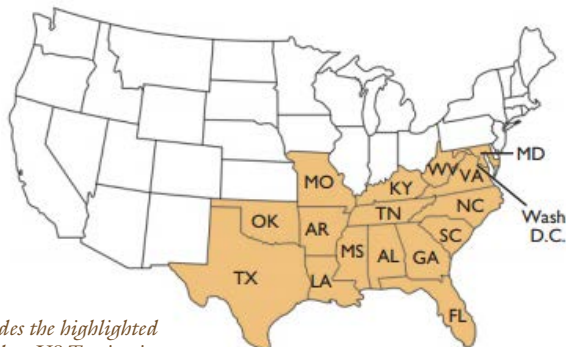 MD
MO
KY
WV
VA
Wash
D.C.
OK
AR
TN
NC
SC
MS
AL
GA
TX
LA
FL
des the highlighted